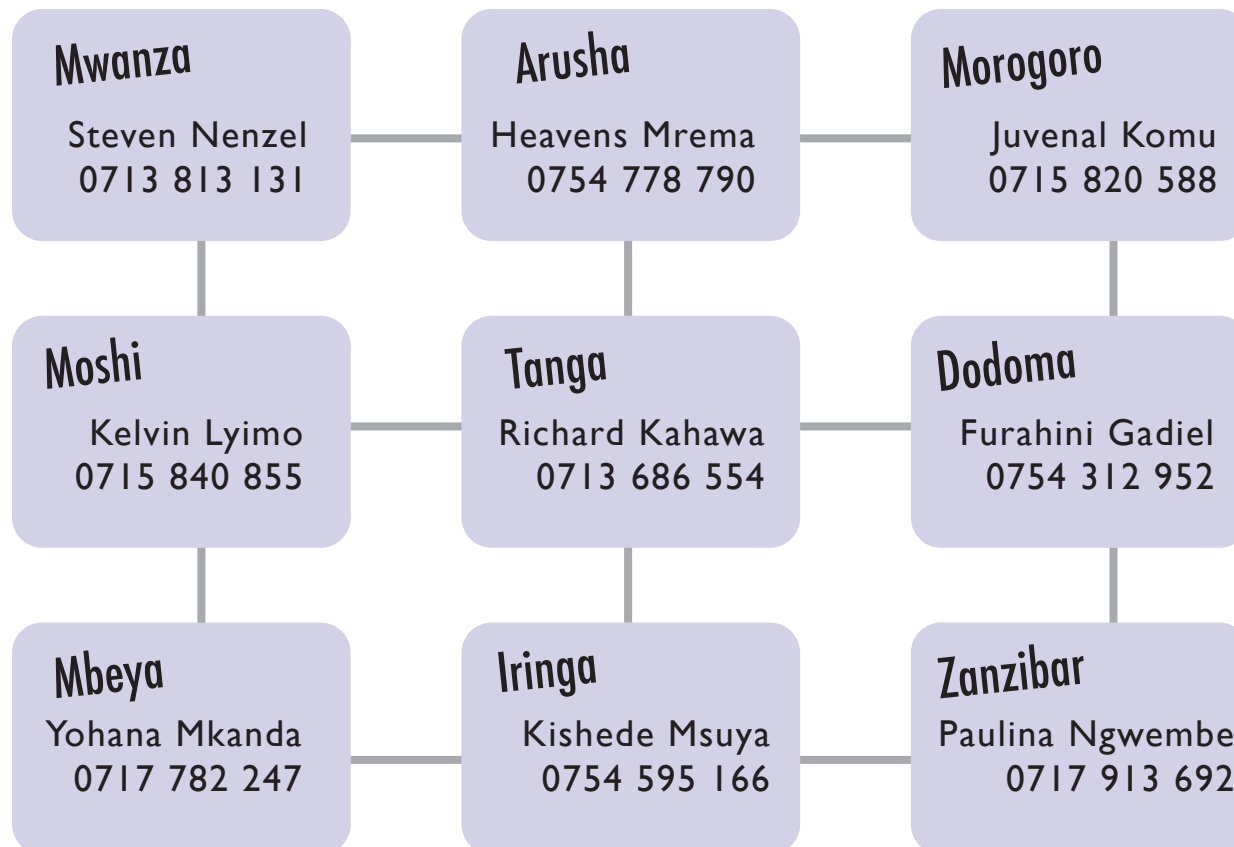 Mwanza
Steven Nenzel
0713 813 131
Arusha
Heavens Mrema
0754 778 790
Morogoro
Juvenal Komu
0715 820 588
Moshi
Kelvin Lyimo
0715 840 855
Tanga
Richard Kahawa
0713 686 554
Dodoma
Furahini Gadiel
0754 312 952
Mbeya
Yohana Mkanda
0717 782 247
Iringa
Kishede Msuya
0754 595 166
Zanzibar
Paulina Ngwembe
0717 913 692